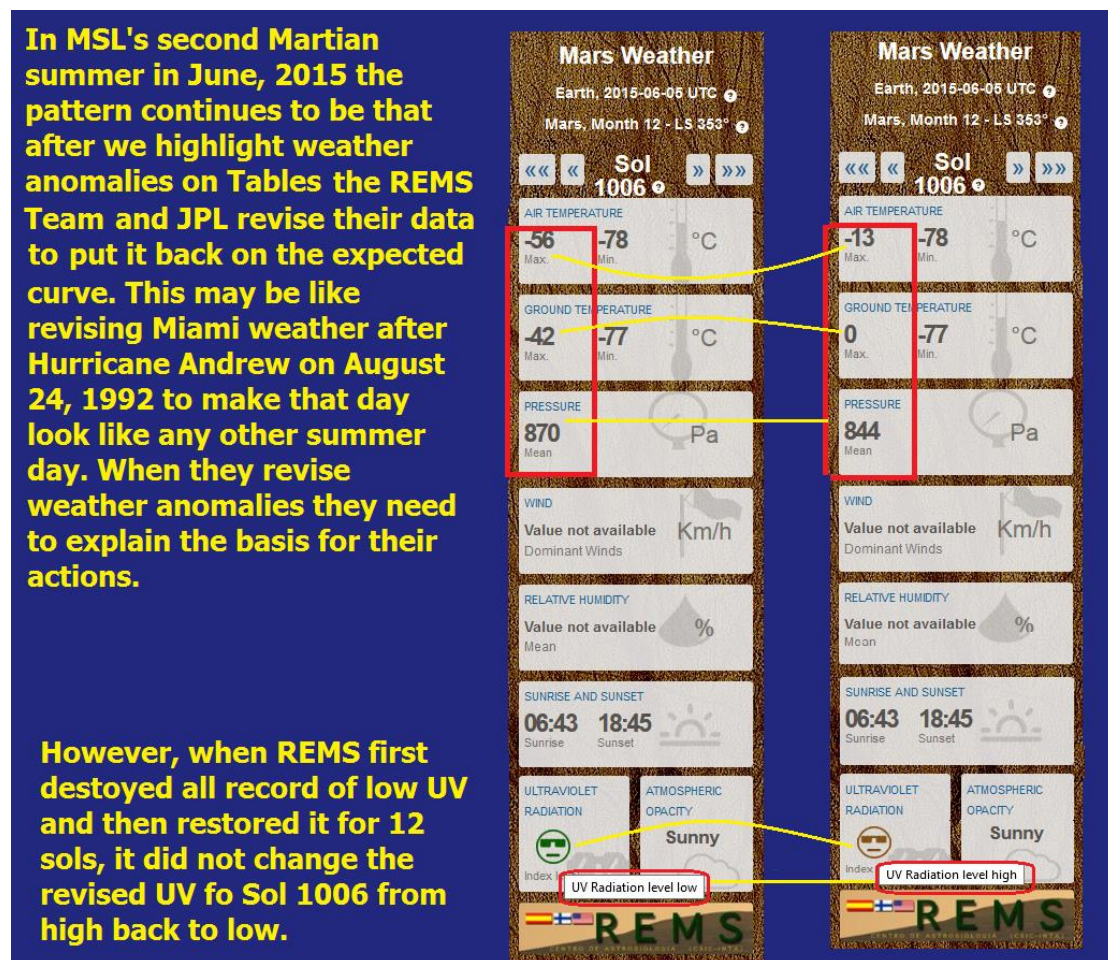 In MSL's second Martian
summer in June, 2015 the
pattern continues to be that
after we highlight weather
anomalies on Tables the REMS
Team and JPL revise their data
to put it back on the expected
curve. This may be like
revising Miami weather after
Hurricane Andrew on August
24, 1992 to make that day
look like any other summer
day. When they revise
weather anomalies they need
to explain the basis for their
actions.
However, when REMS first
destoyed all record of low UV
and then restored it for 12
sols, it did not change the
revised UV fo Sol 1006 from
high back to low.
Mars Weather
Earth, 2015-06-05 UTC ?
Mars, Month 12 - LS 353° ?
«« « Sol » »»
1006 ?
AIR TEMPERATURE
-56 -78 °C
Max. Min.
GROUND TEMPERATURE
-42 -77 °C
Max. Min.
PRESSURE
870 Pa
Mean
WIND
Value not available Km/h
Dominant Winds
RELATIVE HUMIDITY
Value not available %
Mean
SUNRISE AND SUNSET
06:43 18:45
Sunrise Sunset
ULTRAVIOLET ATMOSPHERIC
RADIATION OPACITY
Sunny
Index
UV Radiation level low
REMS
CENTRO DE ASTROBIOLOGIA (CSIC-INTA)
Mars Weather
Earth, 2015-06-05 UTC ?
Mars, Month 12 - LS 353° ?
«« « Sol » »»
1006 ?
AIR TEMPERATURE
-13 -78 °C
Max. Min.
GROUND TEMPERATURE
0 -77 °C
Max. Min.
PRESSURE
844 Pa
Mean
WIND
Value not available Km/h
Dominant Winds
RELATIVE HUMIDITY
Value not available %
Mean
SUNRISE AND SUNSET
06:43 18:45
Sunrise Sunset
ULTRAVIOLET ATMOSPHERIC
RADIATION OPACITY
Sunny
Index
UV Radiation level high
REMS
CENTRO DE ASTROBIOLOGIA (CSIC-INTA)